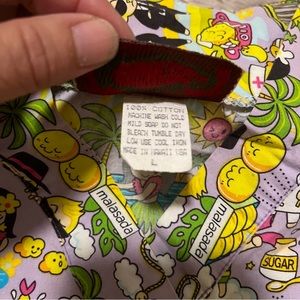 100% COTTON
MACHINE WASH COLD
MILD SOAP DO NOT
BLEACH TUMBLE DAY
LOW USE COOL IRON
MADE IN HAWAII USA
L
malasada
malasada
SUGAR